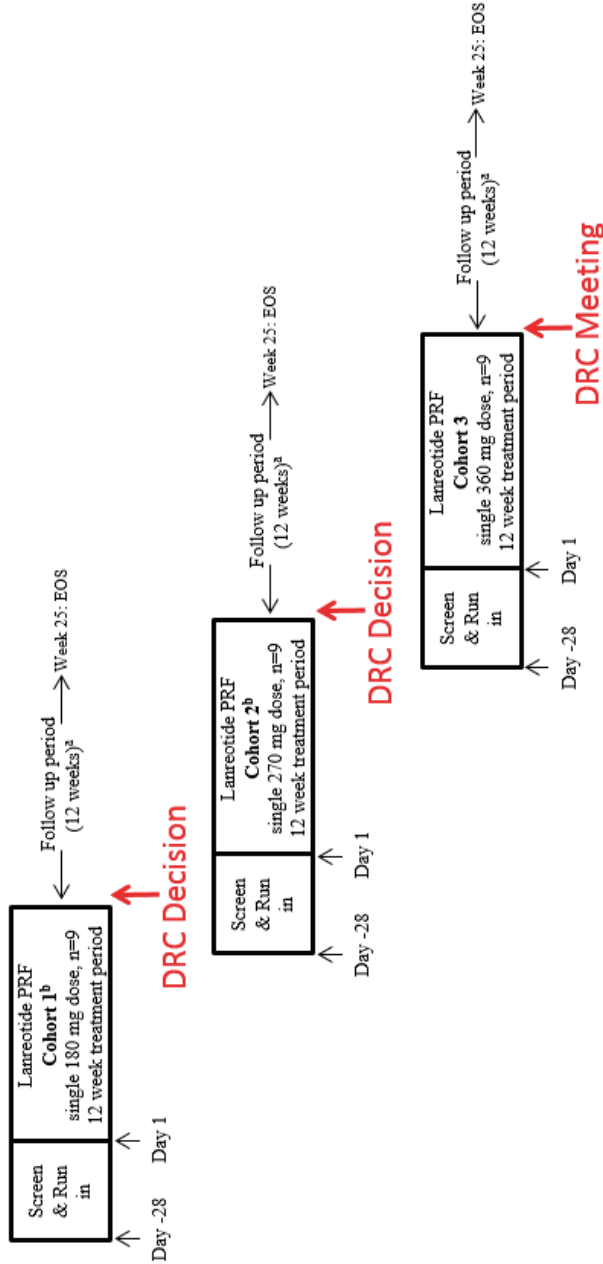 Screen
& Run
in
Lanreotide PRF
Cohort 1ᵇ
single 180 mg dose, n=9
12 week treatment period
Follow up period
(12 weeks)ᵃ
Week 25: EOS
Day -28
Day 1
DRC Decision
Screen
& Run
in
Lanreotide PRF
Cohort 2ᵇ
single 270 mg dose, n=9
12 week treatment period
Follow up period
(12 weeks)ᵃ
Week 25: EOS
Day -28
Day 1
DRC Decision
Screen
& Run
in
Lanreotide PRF
Cohort 3
single 360 mg dose, n=9
12 week treatment period
Follow up period
(12 weeks)ᵃ
Week 25: EOS
Day -28
Day 1
DRC Meeting